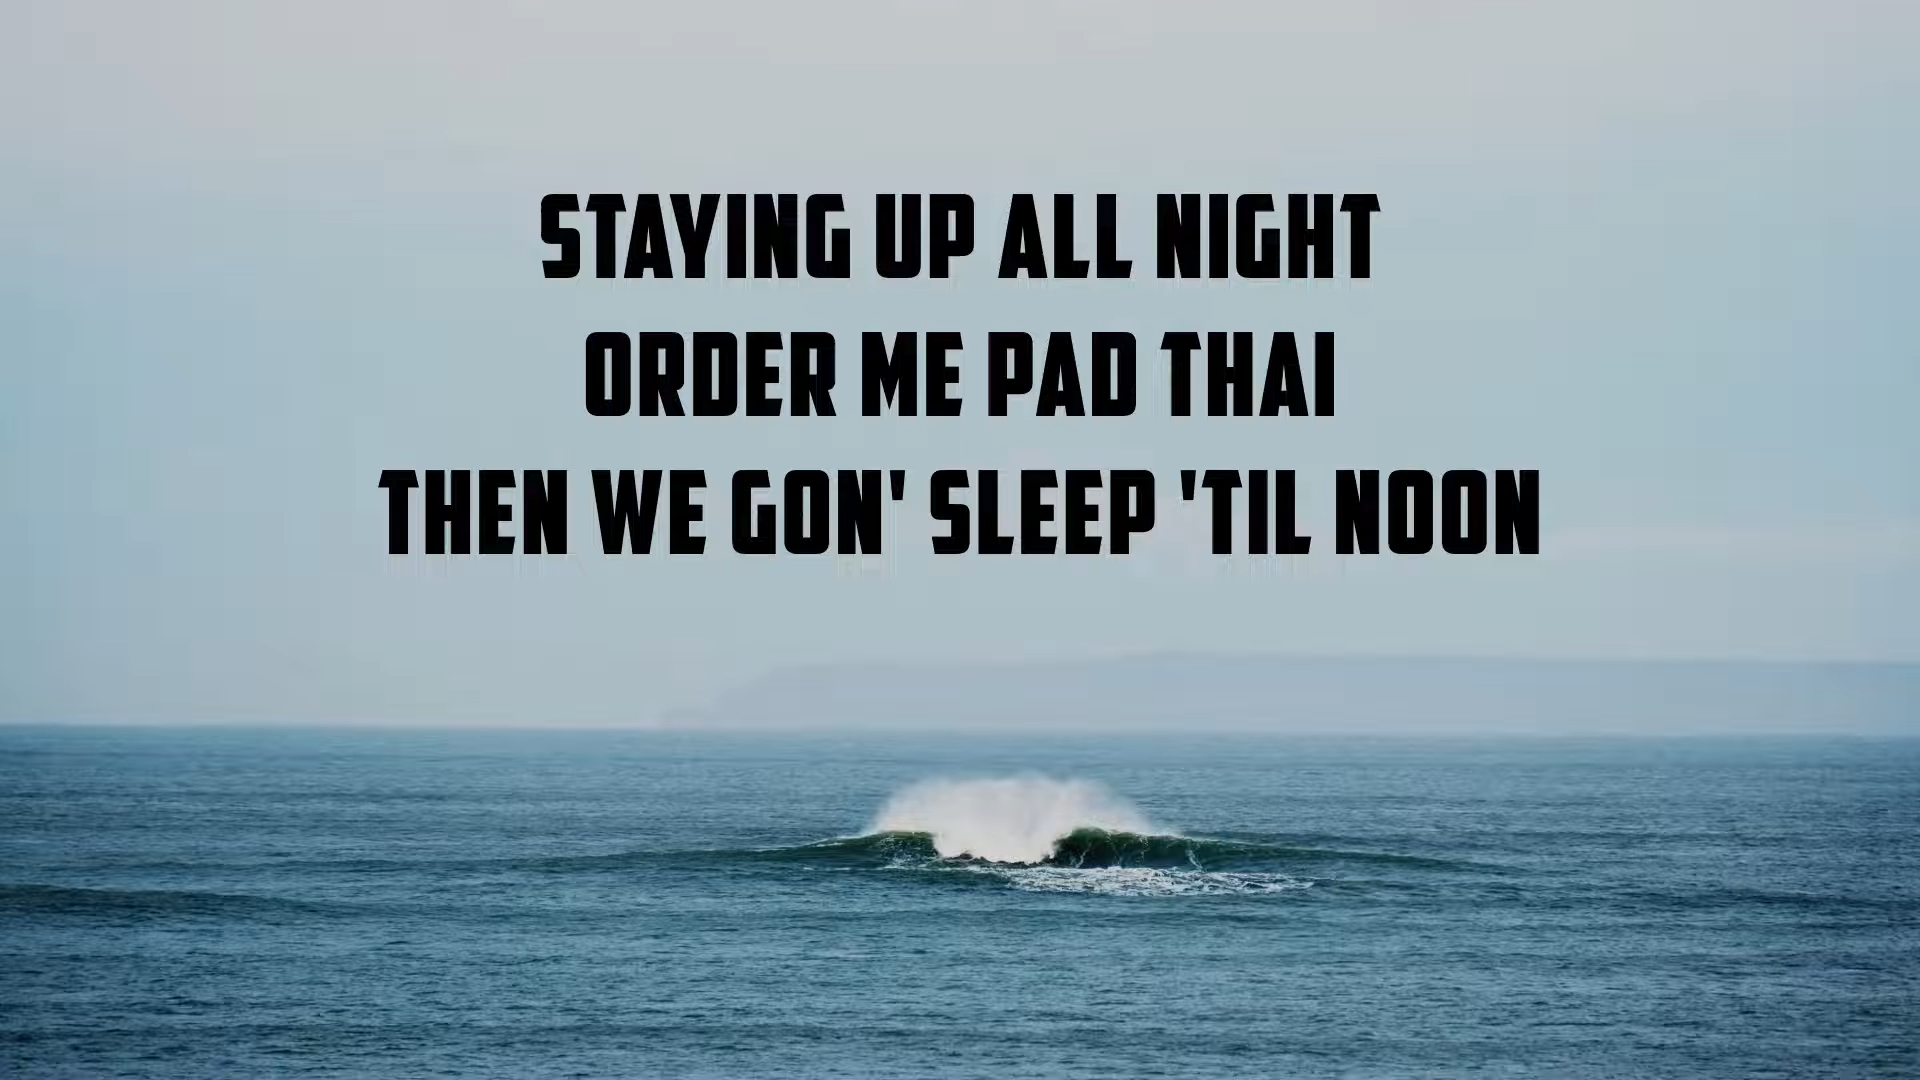 STAYING UP ALL NIGHT
ORDER ME PAD THAI
THEN WE GON' SLEEP 'TIL NOON